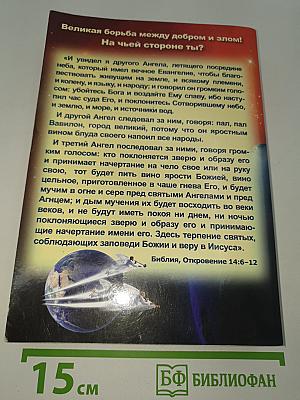 Великая борьба между добром и злом!
На чьей стороне ты?
«И увидел я другого Ангела, летящего посредине
неба, который имел вечное Евангелие, чтобы благо-
вествовать живущим на земле, и всякому племени,
и колену, и языку, и народу; и говорил он громким голо-
сом: убойтесь Бога и воздайте Ему славу, ибо насту-
пил час суда Его, и поклонитесь Сотворившему небо,
и землю, и море, и источники вод.
И другой Ангел следовал за ним, говоря: пал, пал
Вавилон, город великий, потому что он яростным
вином блуда своего напоил все народы.
И третий Ангел последовал за ними, говоря гром-
ким голосом: кто поклоняется зверю и образу его
и принимает начертание на чело свое или на руку
свою, тот будет пить вино ярости Божией, вино
цельное, приготовленное в чаше гнева Его, и будет
мучим в огне и сере пред святыми Ангелами и пред
Агнцем; и дым мучения их будет восходить во веки
веков, и не будут иметь покоя ни днем, ни ночью
поклоняющиеся зверю и образу его и принимаю-
щие начертание имени его. Здесь терпение святых,
соблюдающих заповеди Божии и веру в Иисуса».
Библия, Откровение 14:6–12
15 см
БФ БИБЛИОФАН